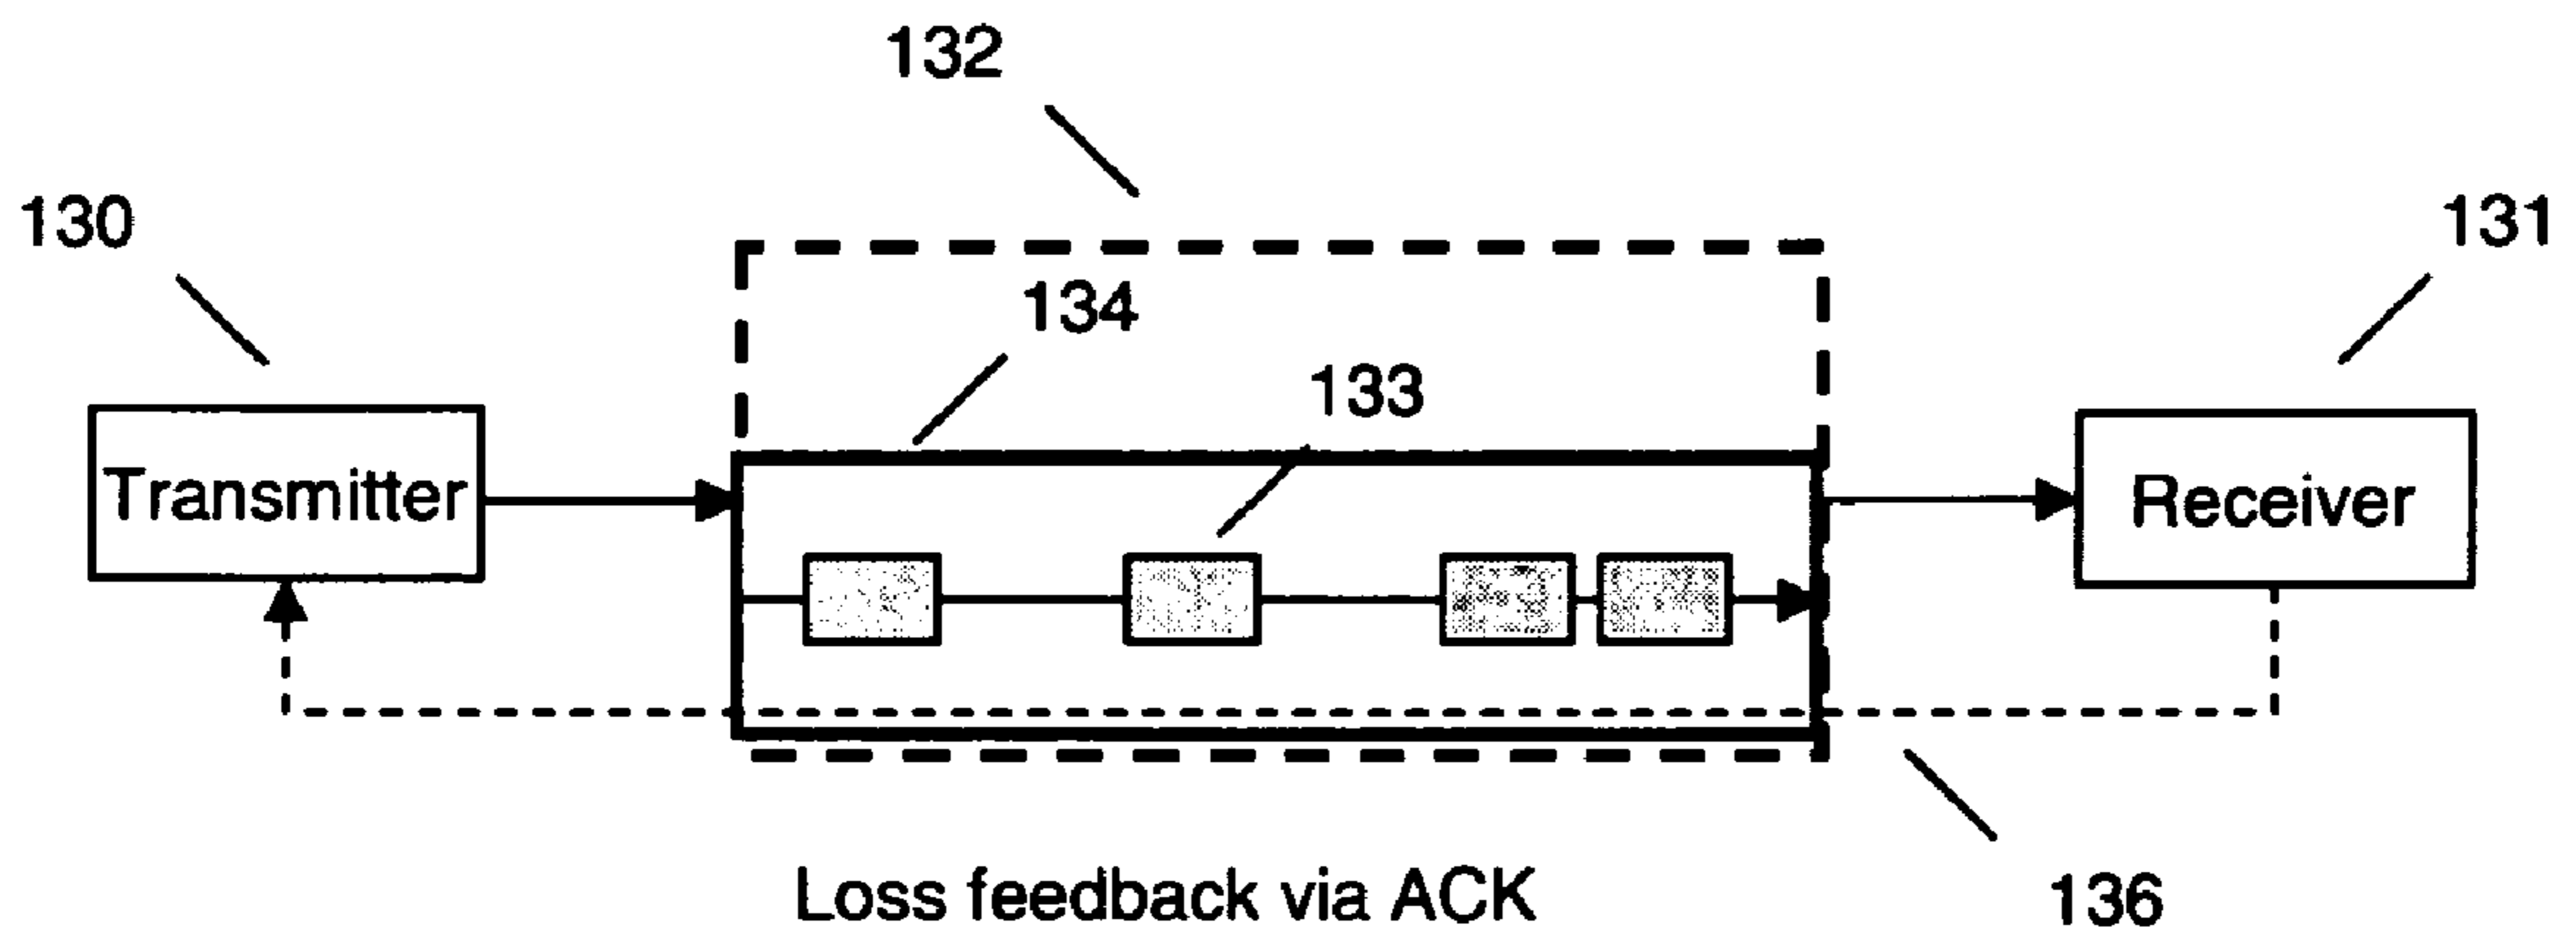 132
130
131
134
133
Transmitter
Receiver
Loss feedback via ACK
136